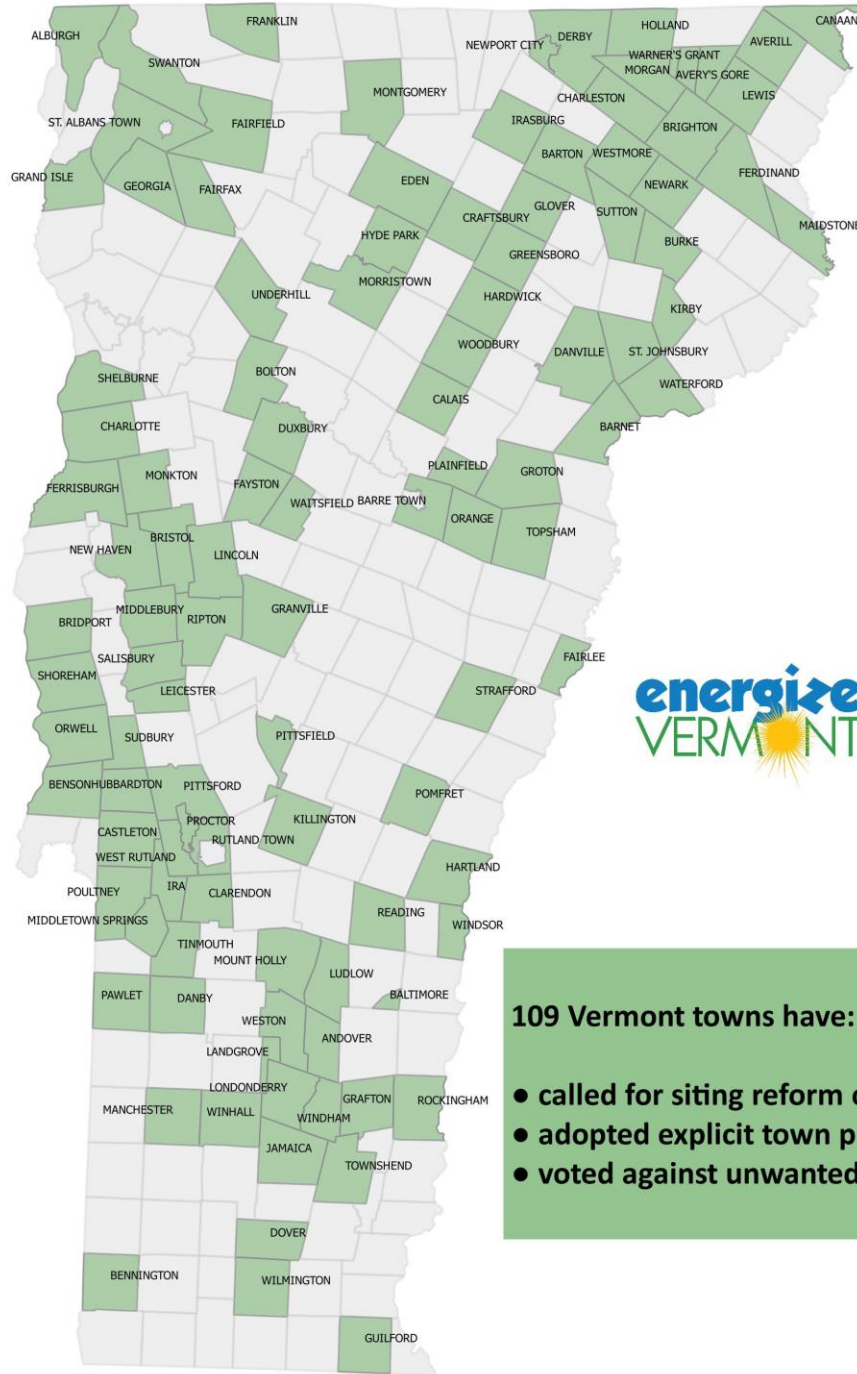 ALBURGH
FRANKLIN
SWANTON
NEWPORT CITY
DERBY
HOLLAND
CANAAN
AVERILL
WARNER'S GRANT
MORGAN
AVERY'S GORE
LEWIS
MONTGOMERY
CHARLESTON
ST. ALBANS TOWN
FAIRFIELD
IRASBURG
BRIGHTON
BARTON
WESTMORE
GRAND ISLE
GEORGIA
FAIRFAX
EDEN
FERDINAND
NEWARK
CRAFTSBURY
GLOVER
SUTTON
MAIDSTONE
HYDE PARK
GREENSBORO
BURKE
UNDERHILL
MORRISTOWN
HARDWICK
KIRBY
WOODBURY
DANVILLE
ST. JOHNSBURY
SHELBURNE
BOLTON
WATERFORD
CALAIS
CHARLOTTE
DUXBURY
BARNET
MONKTON
PLAINFIELD
GROTON
FERRISBURGH
FAYSTON
WAITSFIELD
BARRE TOWN
ORANGE
TOPSHAM
NEW HAVEN
BRISTOL
LINCOLN
MIDDLEBURY
RIPTON
GRANVILLE
BRIDPORT
SALISBURY
FAIRLEE
SHOREHAM
LEICESTER
STRAFFORD
energize
VERMONT
ORWELL
SUDBURY
PITTSFIELD
BENSON
HUBBARDTON
PITTSFORD
POMFRET
CASTLETON
PROCTOR
KILLINGTON
RUTLAND TOWN
WEST RUTLAND
HARTLAND
POULTNEY
IRA
CLARENDON
READING
WINDSOR
MIDDLETOWN SPRINGS
TINMOUTH
MOUNT HOLLY
LUDLOW
PAWLET
DANBY
BALTIMORE
WESTON
ANDOVER
LANDGROVE
LONDONDERRY
MANCHESTER
WINHALL
WINDHAM
GRAFTON
ROCKINGHAM
JAMAICA
TOWNSHEND
DOVER
BENNINGTON
WILMINGTON
GUILFORD
109 Vermont towns have:
● called for siting reform
● adopted explicit town
● voted against unwanted